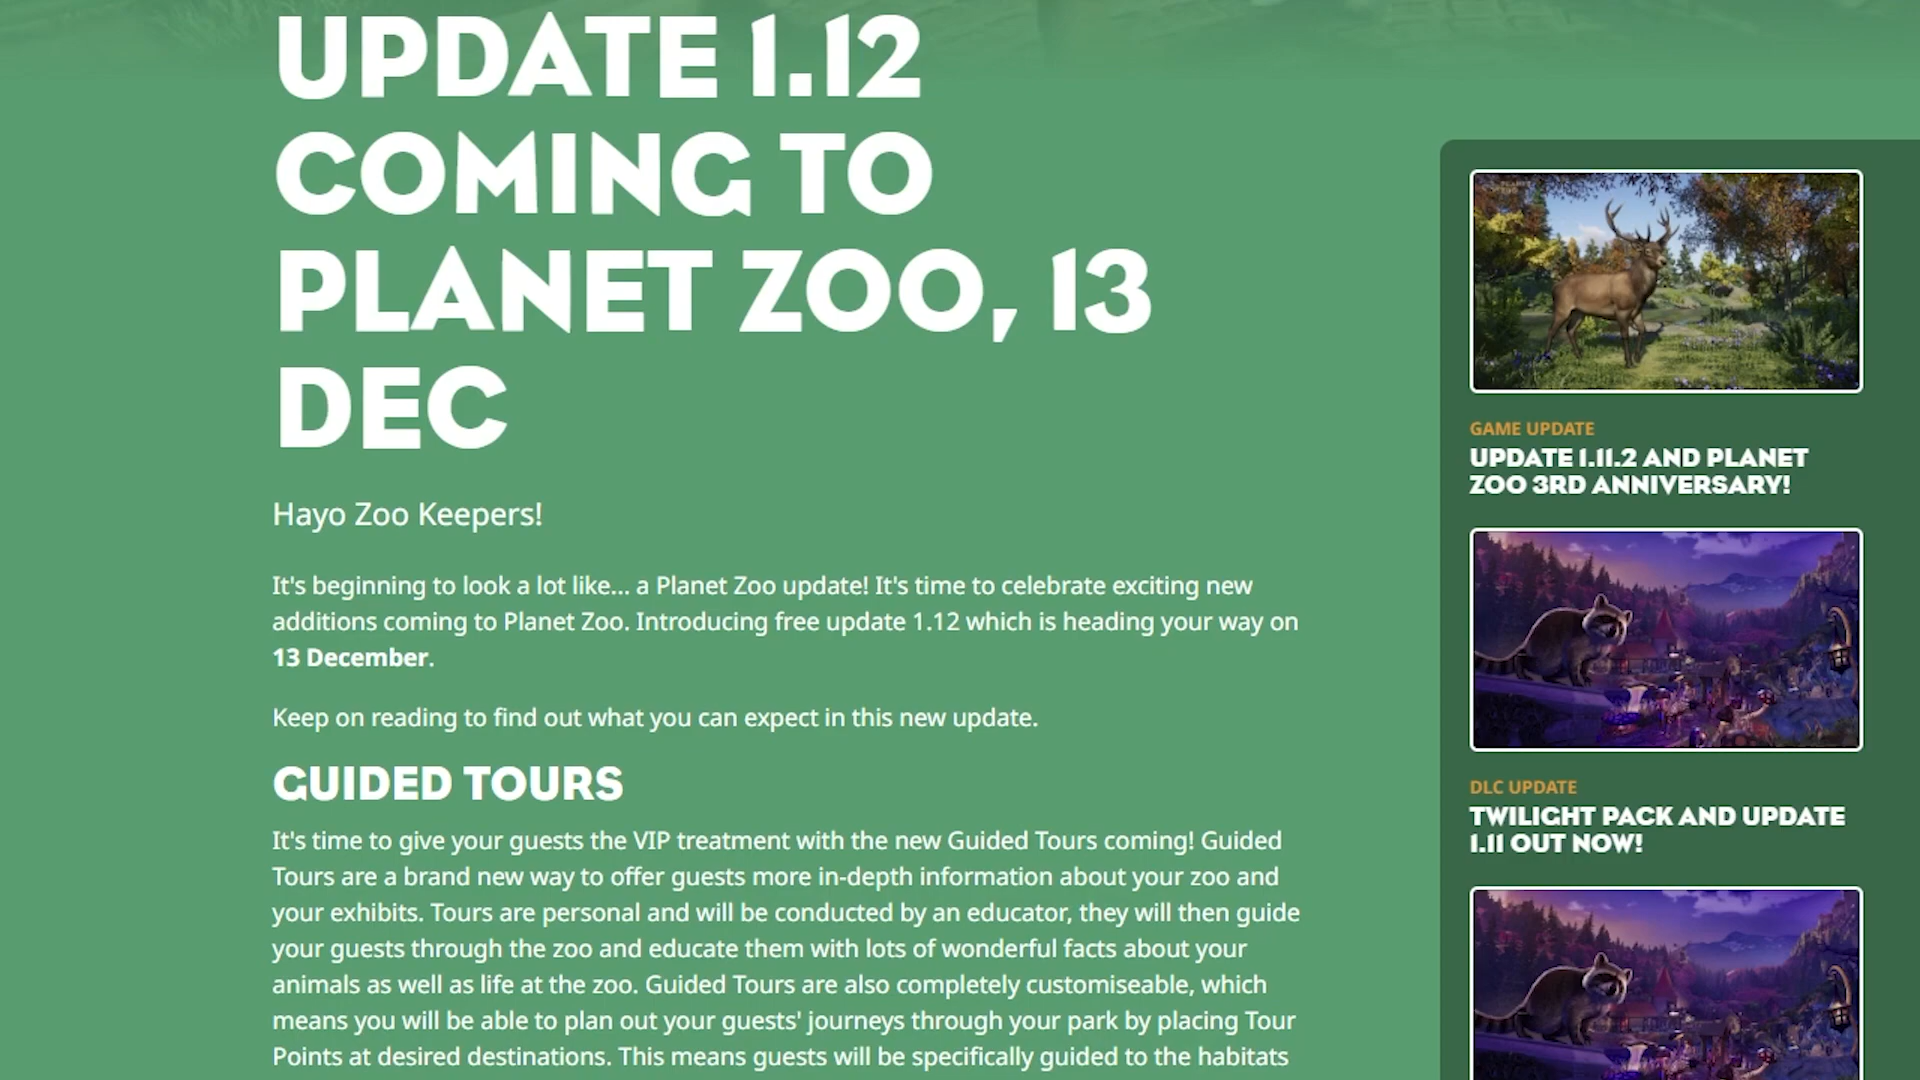 UPDATE 1.12
COMING TO
PLANET ZOO, 13
DEC
Hayo Zoo Keepers!
It's beginning to look a lot like... a Planet Zoo update! It's time to celebrate exciting new
additions coming to Planet Zoo. Introducing free update 1.12 which is heading your way on
13 December.
Keep on reading to find out what you can expect in this new update.
GUIDED TOURS
It's time to give your guests the VIP treatment with the new Guided Tours coming! Guided
Tours are a brand new way to offer guests more in-depth information about your zoo and
your exhibits. Tours are personal and will be conducted by an educator, they will then guide
your guests through the zoo and educate them with lots of wonderful facts about your
animals as well as life at the zoo. Guided Tours are also completely customiseable, which
means you will be able to plan out your guests' journeys through your park by placing Tour
Points at desired destinations. This means guests will be specifically guided to the habitats
GAME UPDATE
UPDATE 1.11.2 AND PLANET
ZOO 3RD ANNIVERSARY!
DLC UPDATE
TWILIGHT PACK AND UPDATE
1.11 OUT NOW!